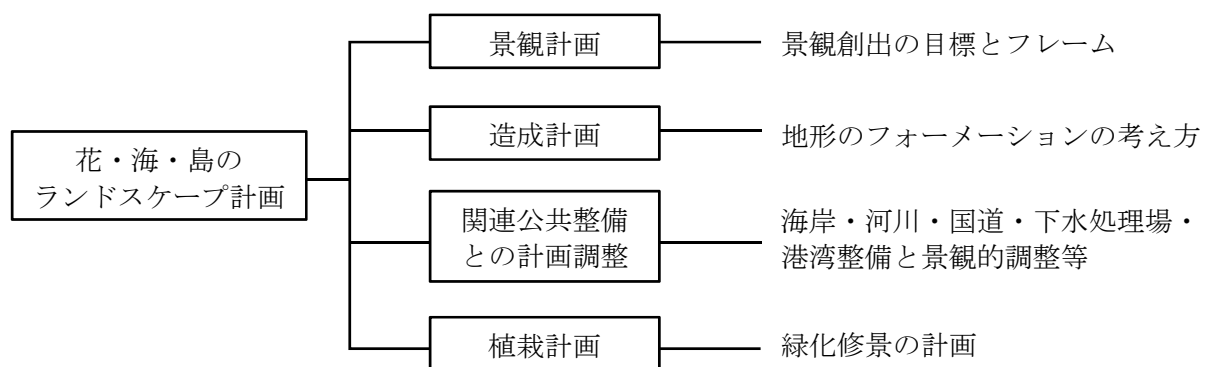 景観計画
景観創出の目標とフレーム
造成計画
地形のフォーメーションの考え方
花・海・島の
ランドスケープ計画
関連公共整備
との計画調整
海岸・河川・国道・下水処理場・
港湾整備と景観的調整等
植栽計画
緑化修景の計画